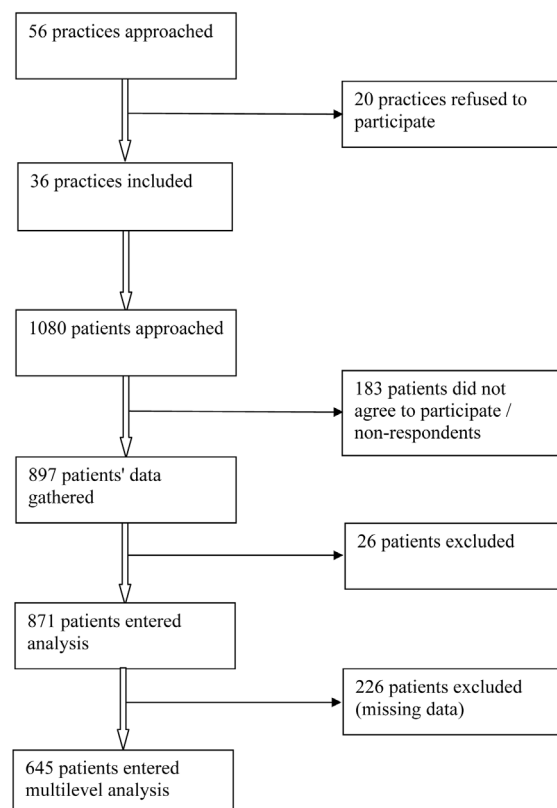 56 practices approached
20 practices refused to
participate
36 practices included
1080 patients approached
183 patients did not
agree to participate /
non-respondents
897 patients' data
gathered
26 patients excluded
871 patients entered
analysis
226 patients excluded
(missing data)
645 patients entered
multilevel analysis